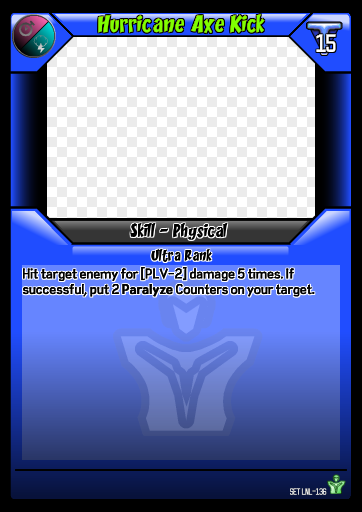 Hurricane Axe Kick
15
Skill - Physical
Ultra Rank
Hit target enemy for [PLV-2] damage 5 times. If
successful, put 2 Paralyze Counters on your target.
SET LNL-136